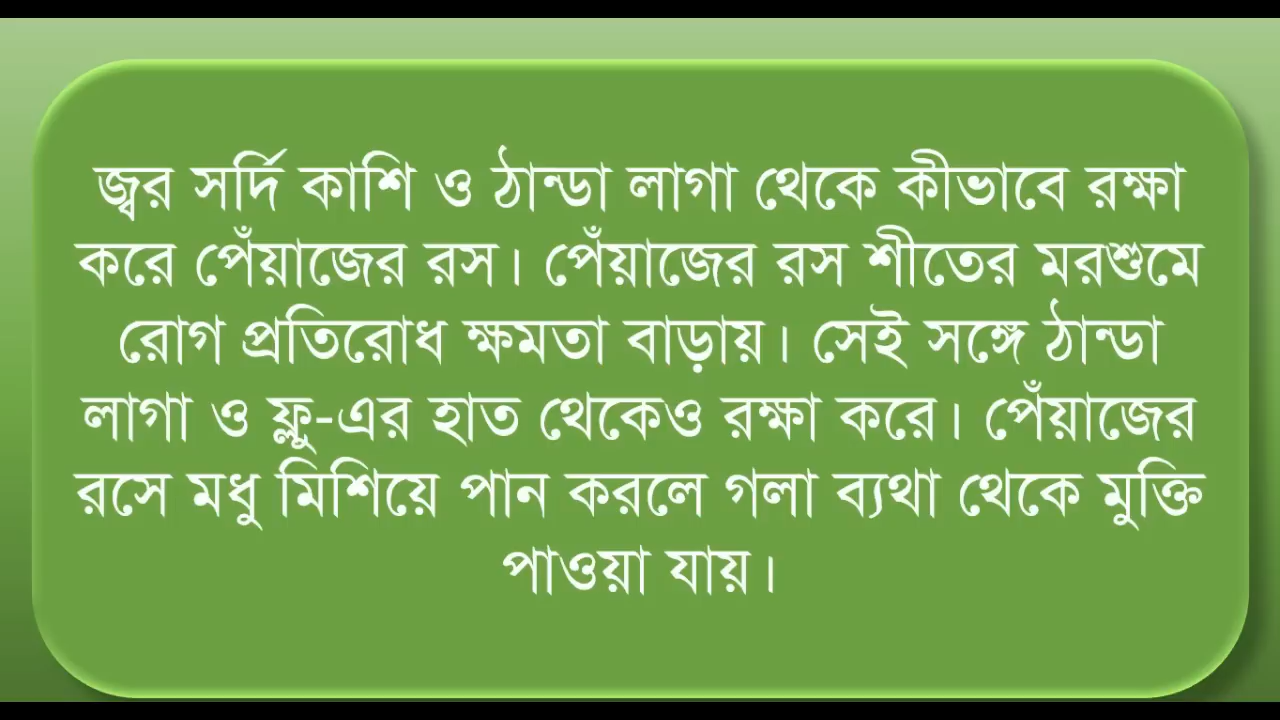 জ্বর সর্দি কাশি ও ঠান্ডা লাগা থেকে কীভাবে রক্ষা
করে পেঁয়াজের রস। পেঁয়াজের রস শীতের মরশুমে
রোগ প্রতিরোধ ক্ষমতা বাড়ায়। সেই সঙ্গে ঠান্ডা
লাগা ও ফ্লু-এর হাত থেকেও রক্ষা করে। পেঁয়াজের
রসে মধু মিশিয়ে পান করলে গলা ব্যথা থেকে মুক্তি
পাওয়া যায়।